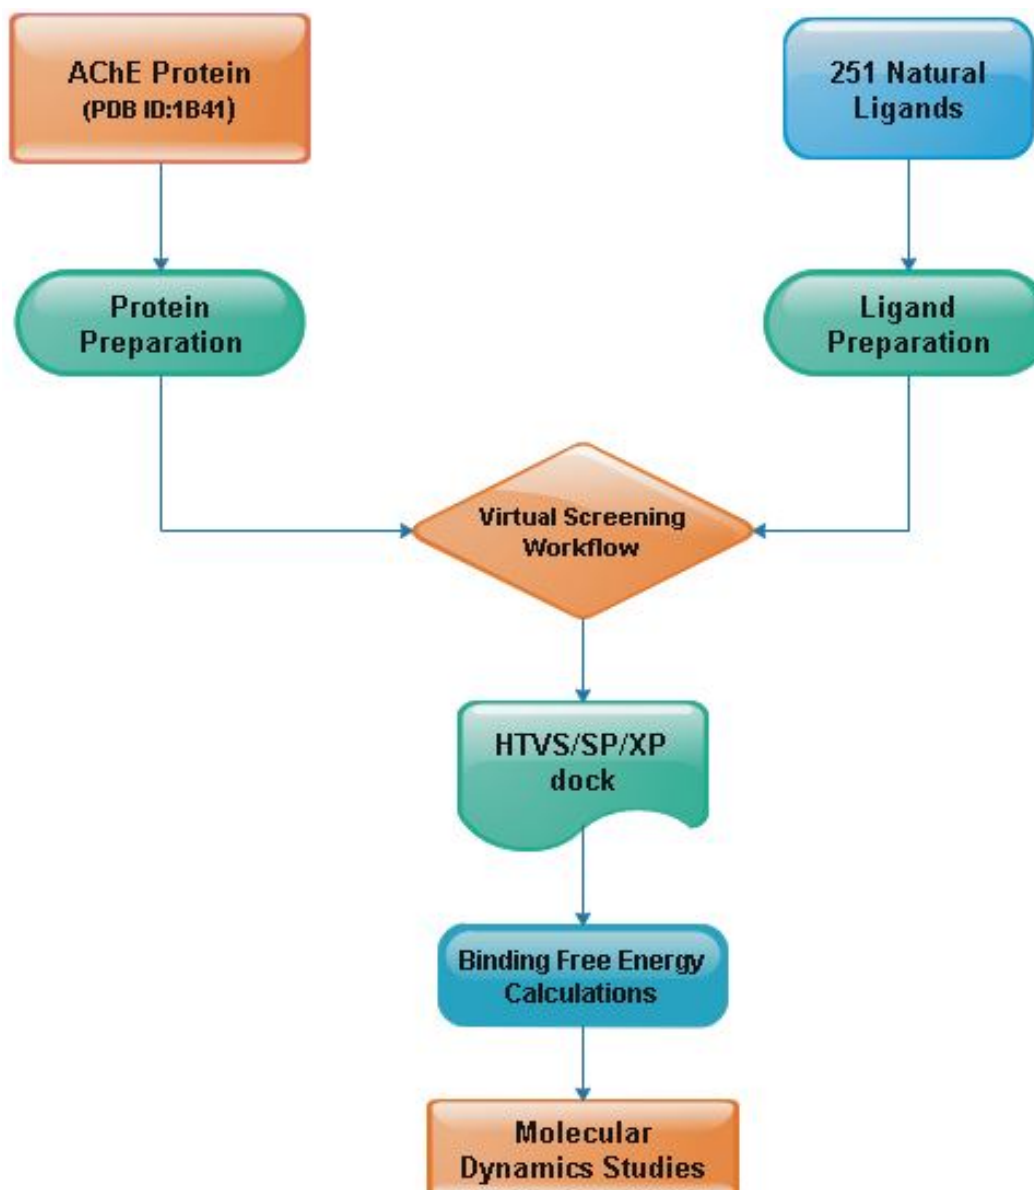 AChE Protein
(PDB ID:1B41)
251 Natural
Ligands
Protein
Preparation
Ligand
Preparation
Virtual Screening
Workflow
HTVS/SP/XP
dock
Binding Free Energy
Calculations
Molecular
Dynamics Studies